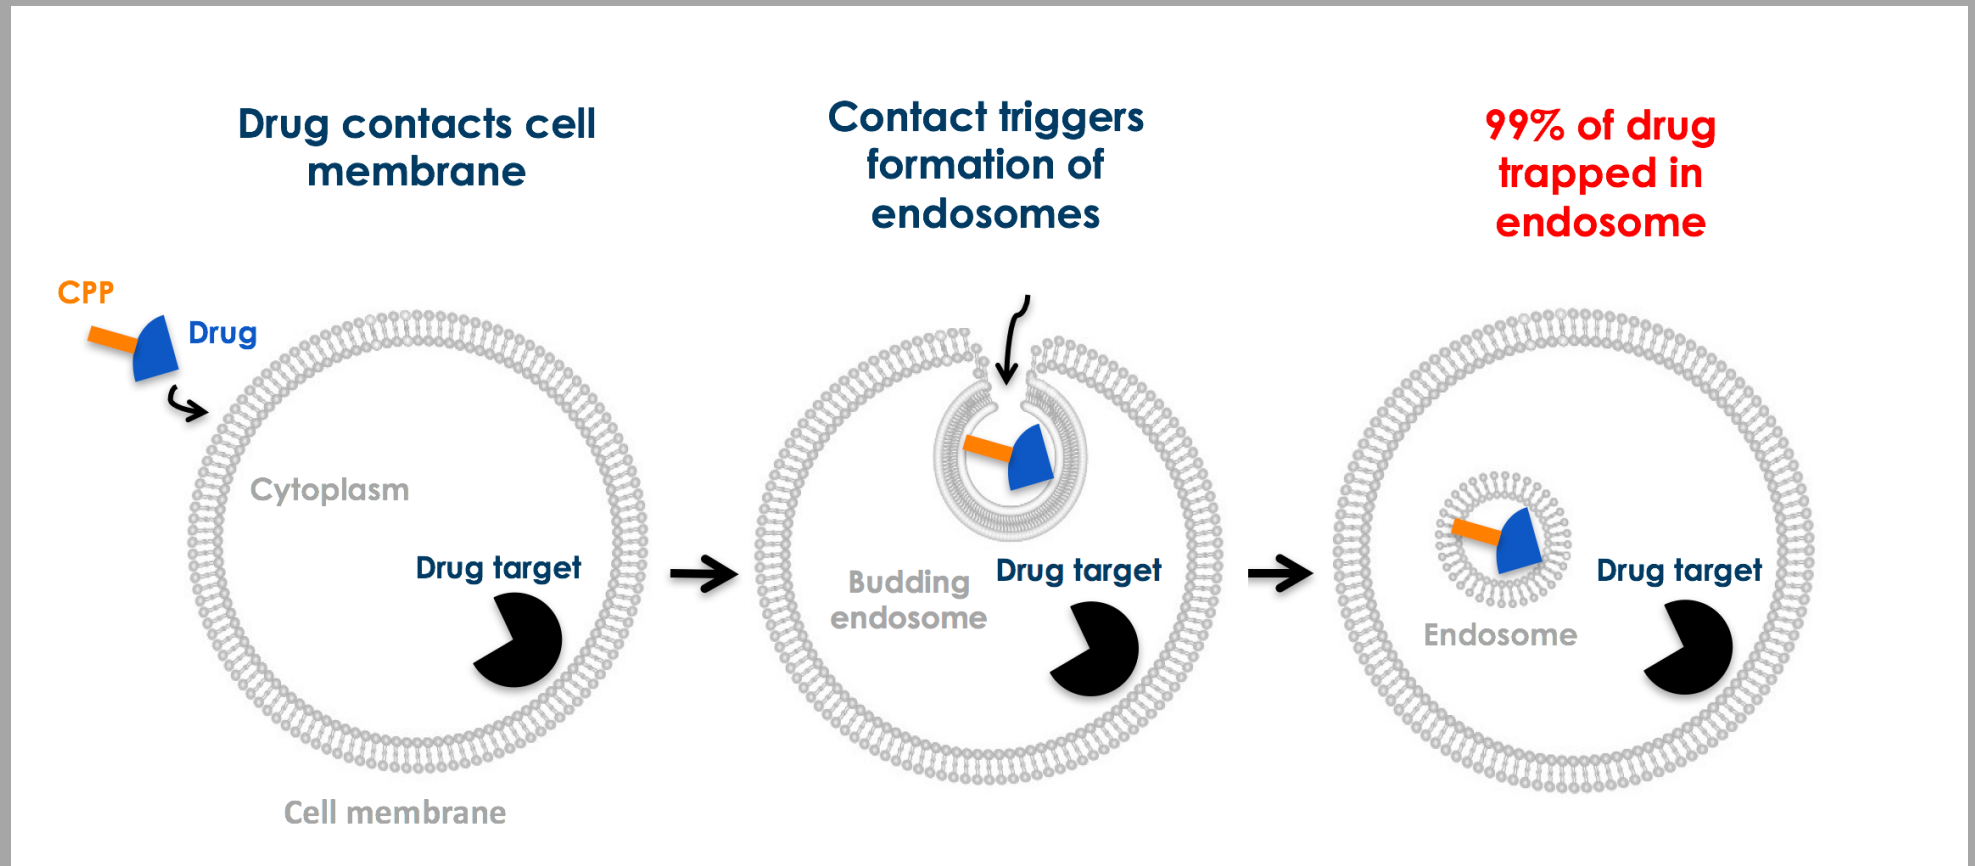 Drug contacts cell
membrane
CPP
Drug
Cytoplasm
Drug target
Cell membrane
Contact triggers
formation of
endosomes
Budding
endosome
Drug target
99% of drug
trapped in
endosome
Endosome
Drug target